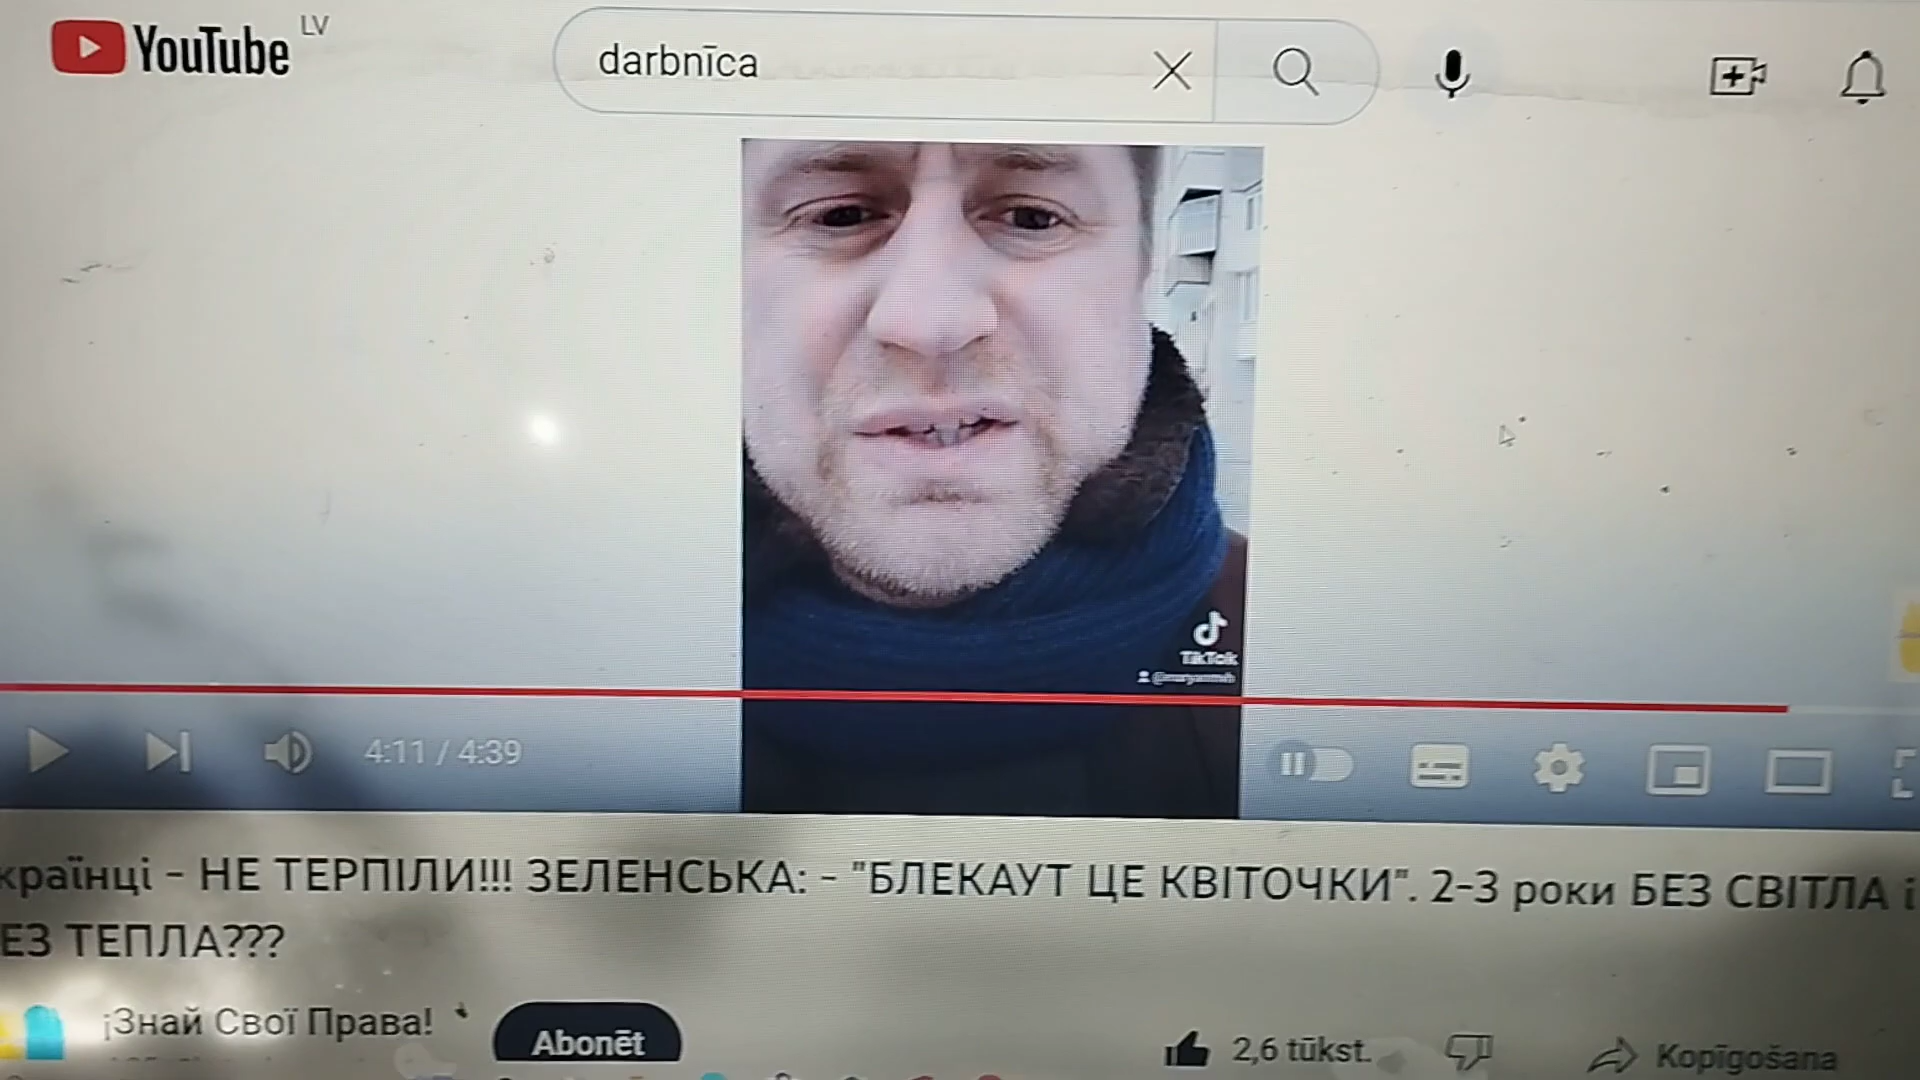 YouTube LV
darbnīca
TikTok
4:11 / 4:39
країнці - НЕ ТЕРПІЛИ!!! ЗЕЛЕНСЬКА: - "БЛЕКАУТ ЦЕ КВІТОЧКИ". 2-3 роки БЕЗ СВІТЛА і
ЕЗ ТЕПЛА???
¡Знай Свої Права!
Abonēt
2,6 tūkst.
Kopīgošana